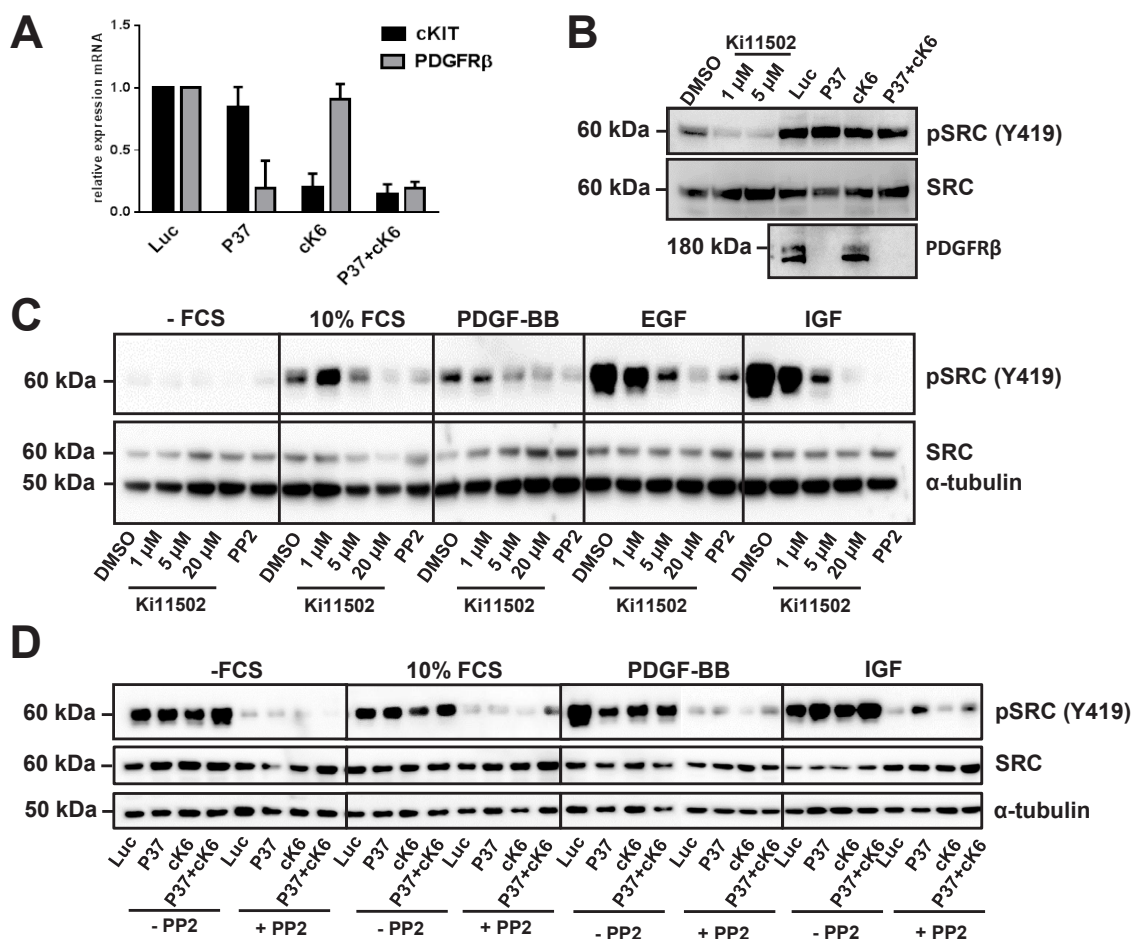 A
1.5
1.0
0.5
0.0
relative expression mRNA
cKIT
PDGFRβ
Luc
P37
cK6
P37+cK6
B
Ki11502
DMSO
1 µM
5 µM
Luc
P37
cK6
P37+cK6
60 kDa
pSRC (Y419)
60 kDa
SRC
180 kDa
PDGFRβ
C
- FCS
10% FCS
PDGF-BB
EGF
IGF
60 kDa
pSRC (Y419)
60 kDa
SRC
50 kDa
α-tubulin
DMSO
1 µM
5 µM
20 µM
PP2
DMSO
1 µM
5 µM
20 µM
PP2
DMSO
1 µM
5 µM
20 µM
PP2
DMSO
1 µM
5 µM
20 µM
PP2
DMSO
1 µM
5 µM
20 µM
PP2
Ki11502
Ki11502
Ki11502
Ki11502
Ki11502
D
-FCS
10% FCS
PDGF-BB
IGF
60 kDa
pSRC (Y419)
60 kDa
SRC
50 kDa
α-tubulin
Luc
P37
cK6
P37+cK6
Luc
P37
cK6
P37+cK6
Luc
P37
cK6
P37+cK6
Luc
P37
cK6
P37+cK6
Luc
P37
cK6
P37+cK6
Luc
P37
cK6
P37+cK6
Luc
P37
cK6
P37+cK6
Luc
P37
cK6
P37+cK6
- PP2
+ PP2
- PP2
+ PP2
- PP2
+ PP2
- PP2
+ PP2